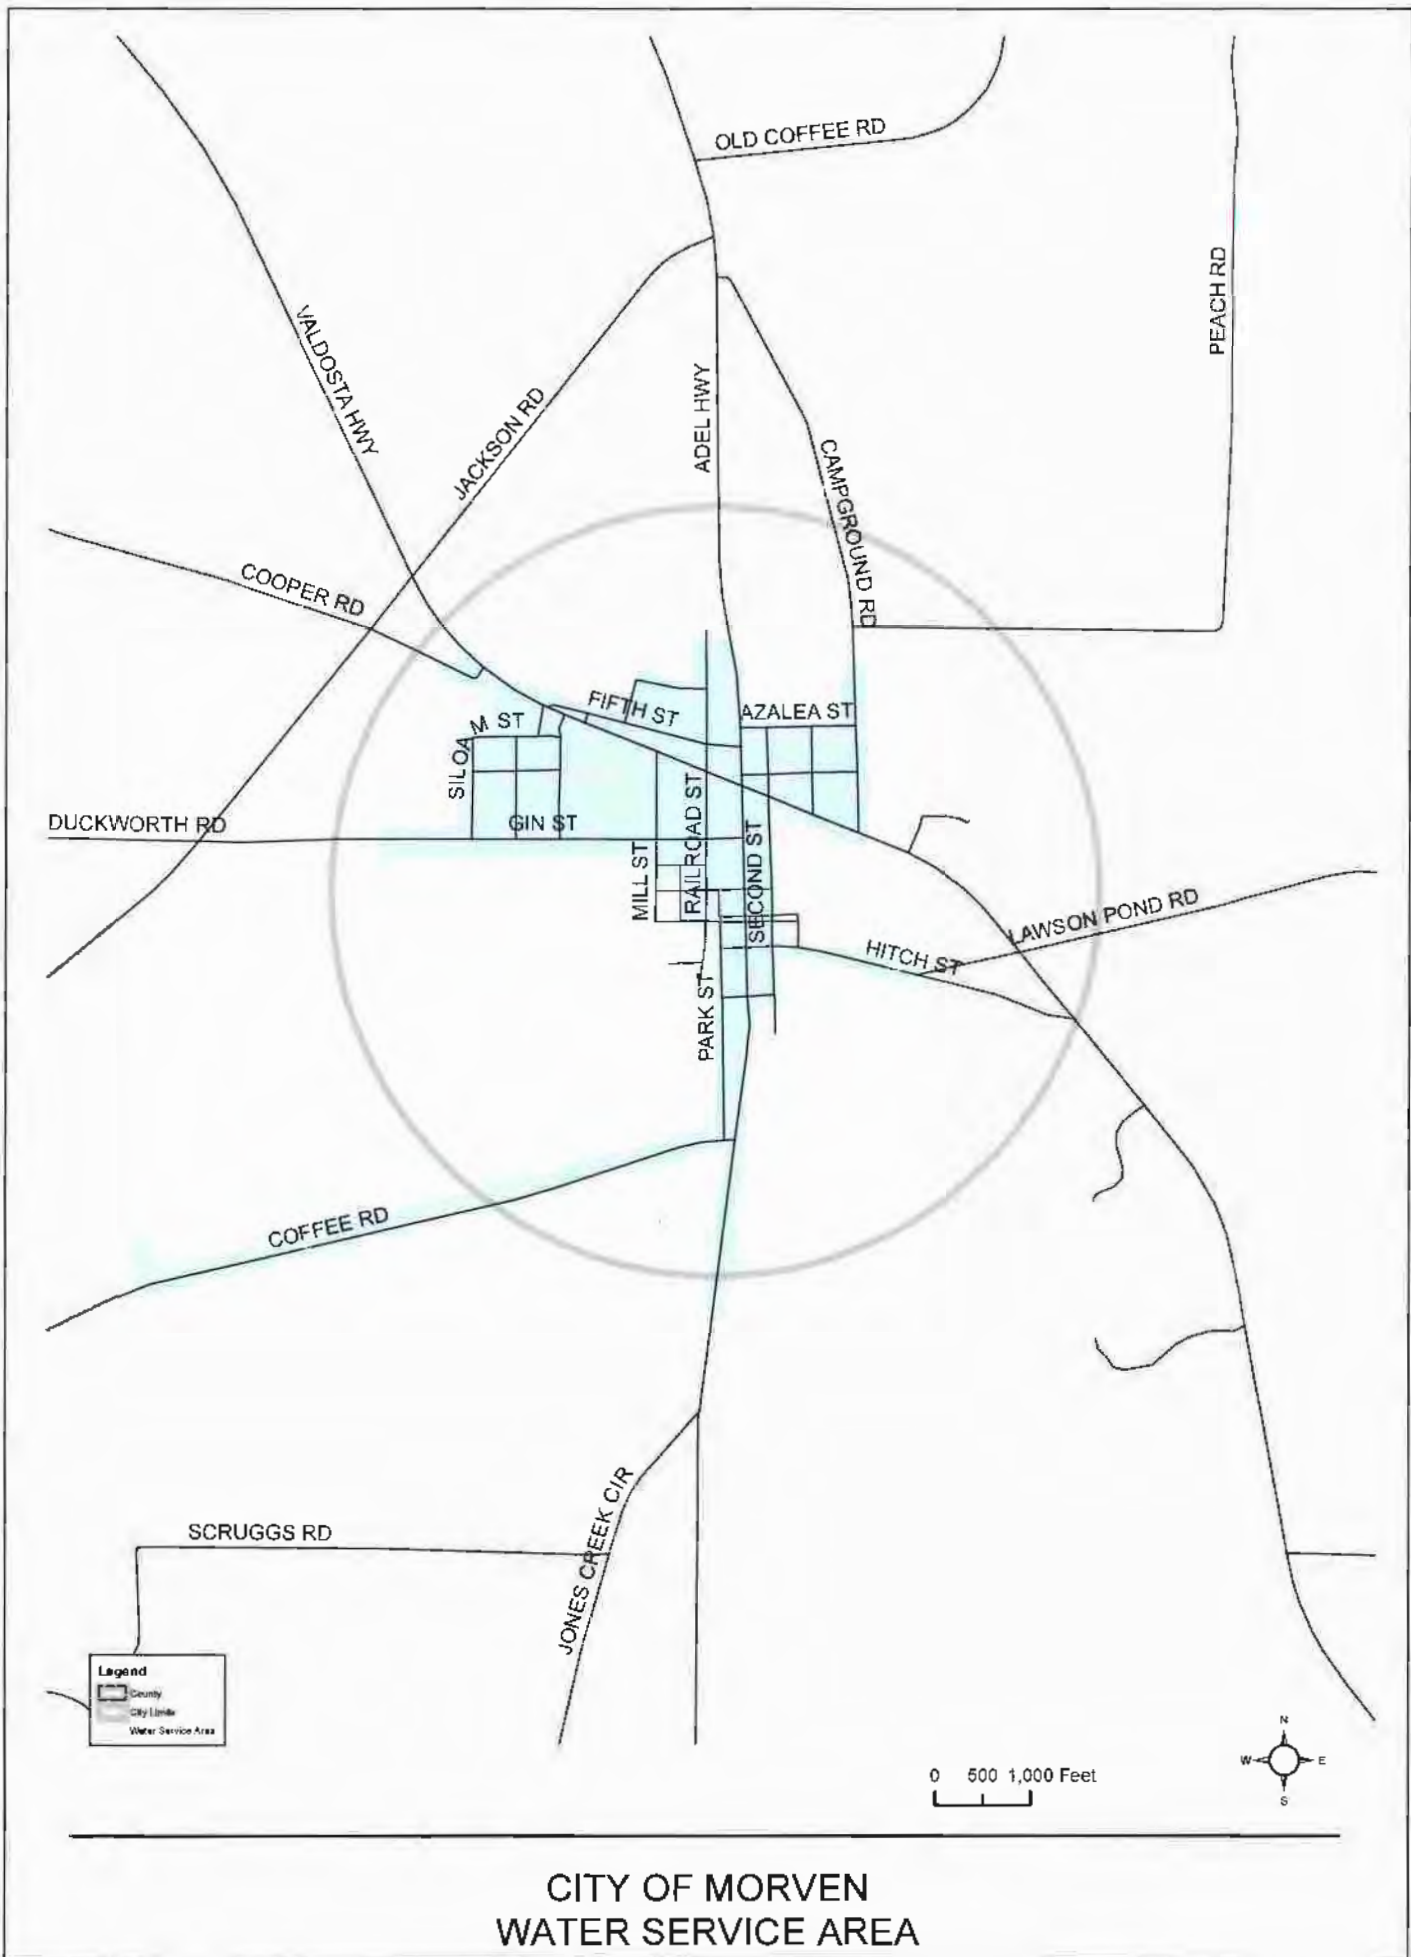 OLD COFFEE RD
PEACH RD
VALDOSTA HWY
JACKSON RD
ADEL HWY
CAMPGROUND RD
COOPER RD
FIFTH ST
AZALEA ST
SILOAM ST
DUCKWORTH RD
GIN ST
RAILROAD ST
MILL ST
SECOND ST
LAWSON POND RD
HITCH ST
PARK ST
COFFEE RD
SCRUGGS RD
JONES CREEK CIR
Legend
County
City Limits
Water Service Area
N
W E
S
0 500 1,000 Feet
CITY OF MORVEN
WATER SERVICE AREA